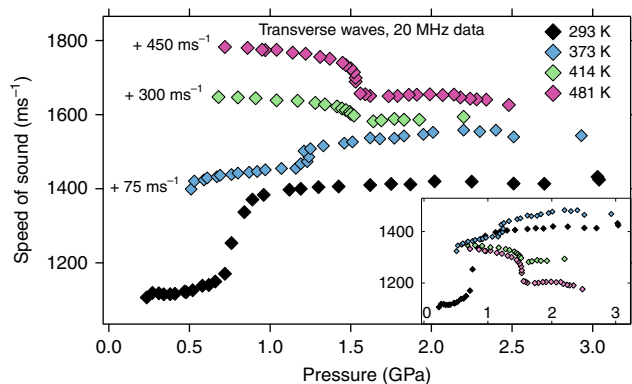 Transverse waves, 20 MHz data
293 K
373 K
414 K
481 K
+ 450 ms⁻¹
+ 300 ms⁻¹
+ 75 ms⁻¹
Speed of sound (ms⁻¹)
1800
1600
1400
1200
1400
1200
0 1 2 3
0.0 0.5 1.0 1.5 2.0 2.5 3.0
Pressure (GPa)